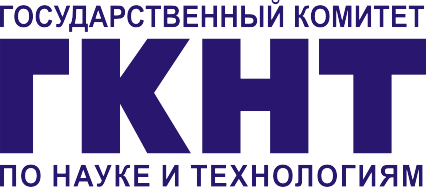 ГОСУДАРСТВЕННЫЙ КОМИТЕТ
ГКНТ
ПО НАУКЕ И ТЕХНОЛОГИЯМ